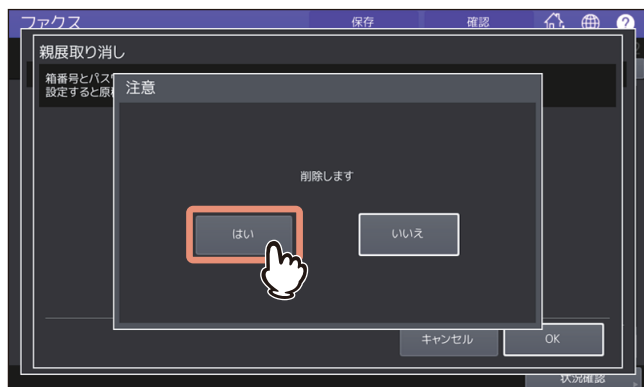 ファクス 保存 確認
親展取り消し
箱番号とパス
設定すると原
注意
削除します
はい いいえ
キャンセル OK
状況確認